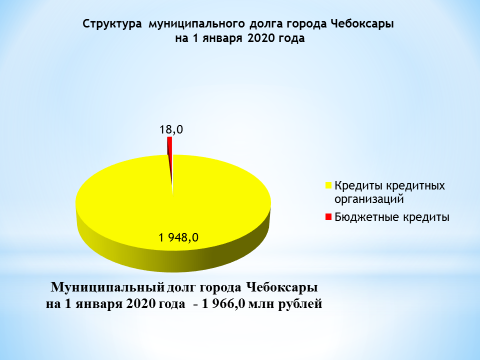 Структура муниципального долга города Чебоксары
на 1 января 2020 года
18,0
1 948,0
Кредиты кредитных
организаций
Бюджетные кредиты
Муниципальный долг города Чебоксары
на 1 января 2020 года - 1 966,0 млн рублей